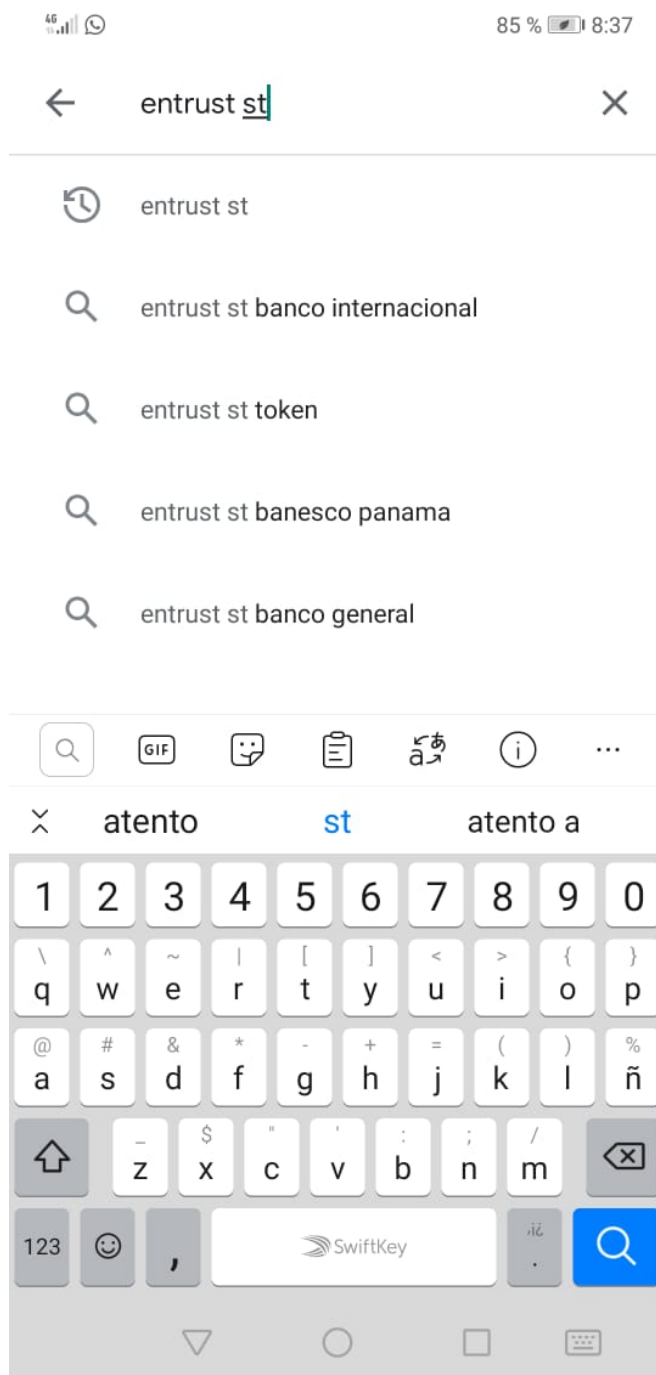 4G
85 % 8:37
entrust st
entrust st
entrust st banco internacional
entrust st token
entrust st banesco panama
entrust st banco general
GIF
あ
a
i
...
atento st atento a
1 2 3 4 5 6 7 8 9 0
\ ^ ~ | [ ] < > { }
q w e r t y u i o p
@ # & * - + = ( ) %
a s d f g h j k l ñ
_ $ " ' : ; /
z x c v b n m
,!¿
123 , SwiftKey .